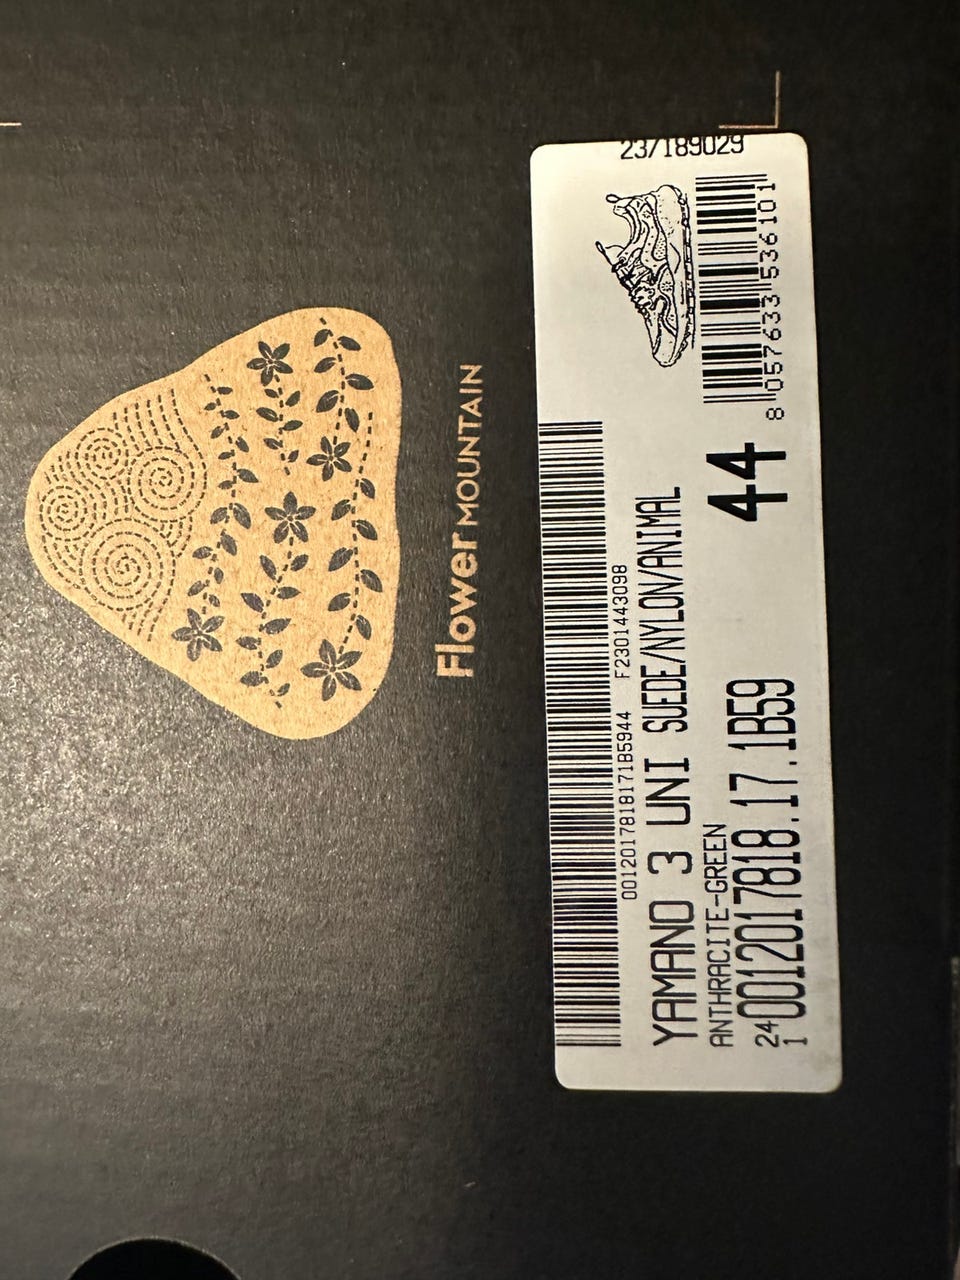 Flower MOUNTAIN
23/189029
8 057633 536101
001201781817185944 F2301443098
YAMANO 3 UNI SUEDE/NYLON/ANIMAL
ANTHRACITE-GREEN
44
24
1 0012017818.17.1B59